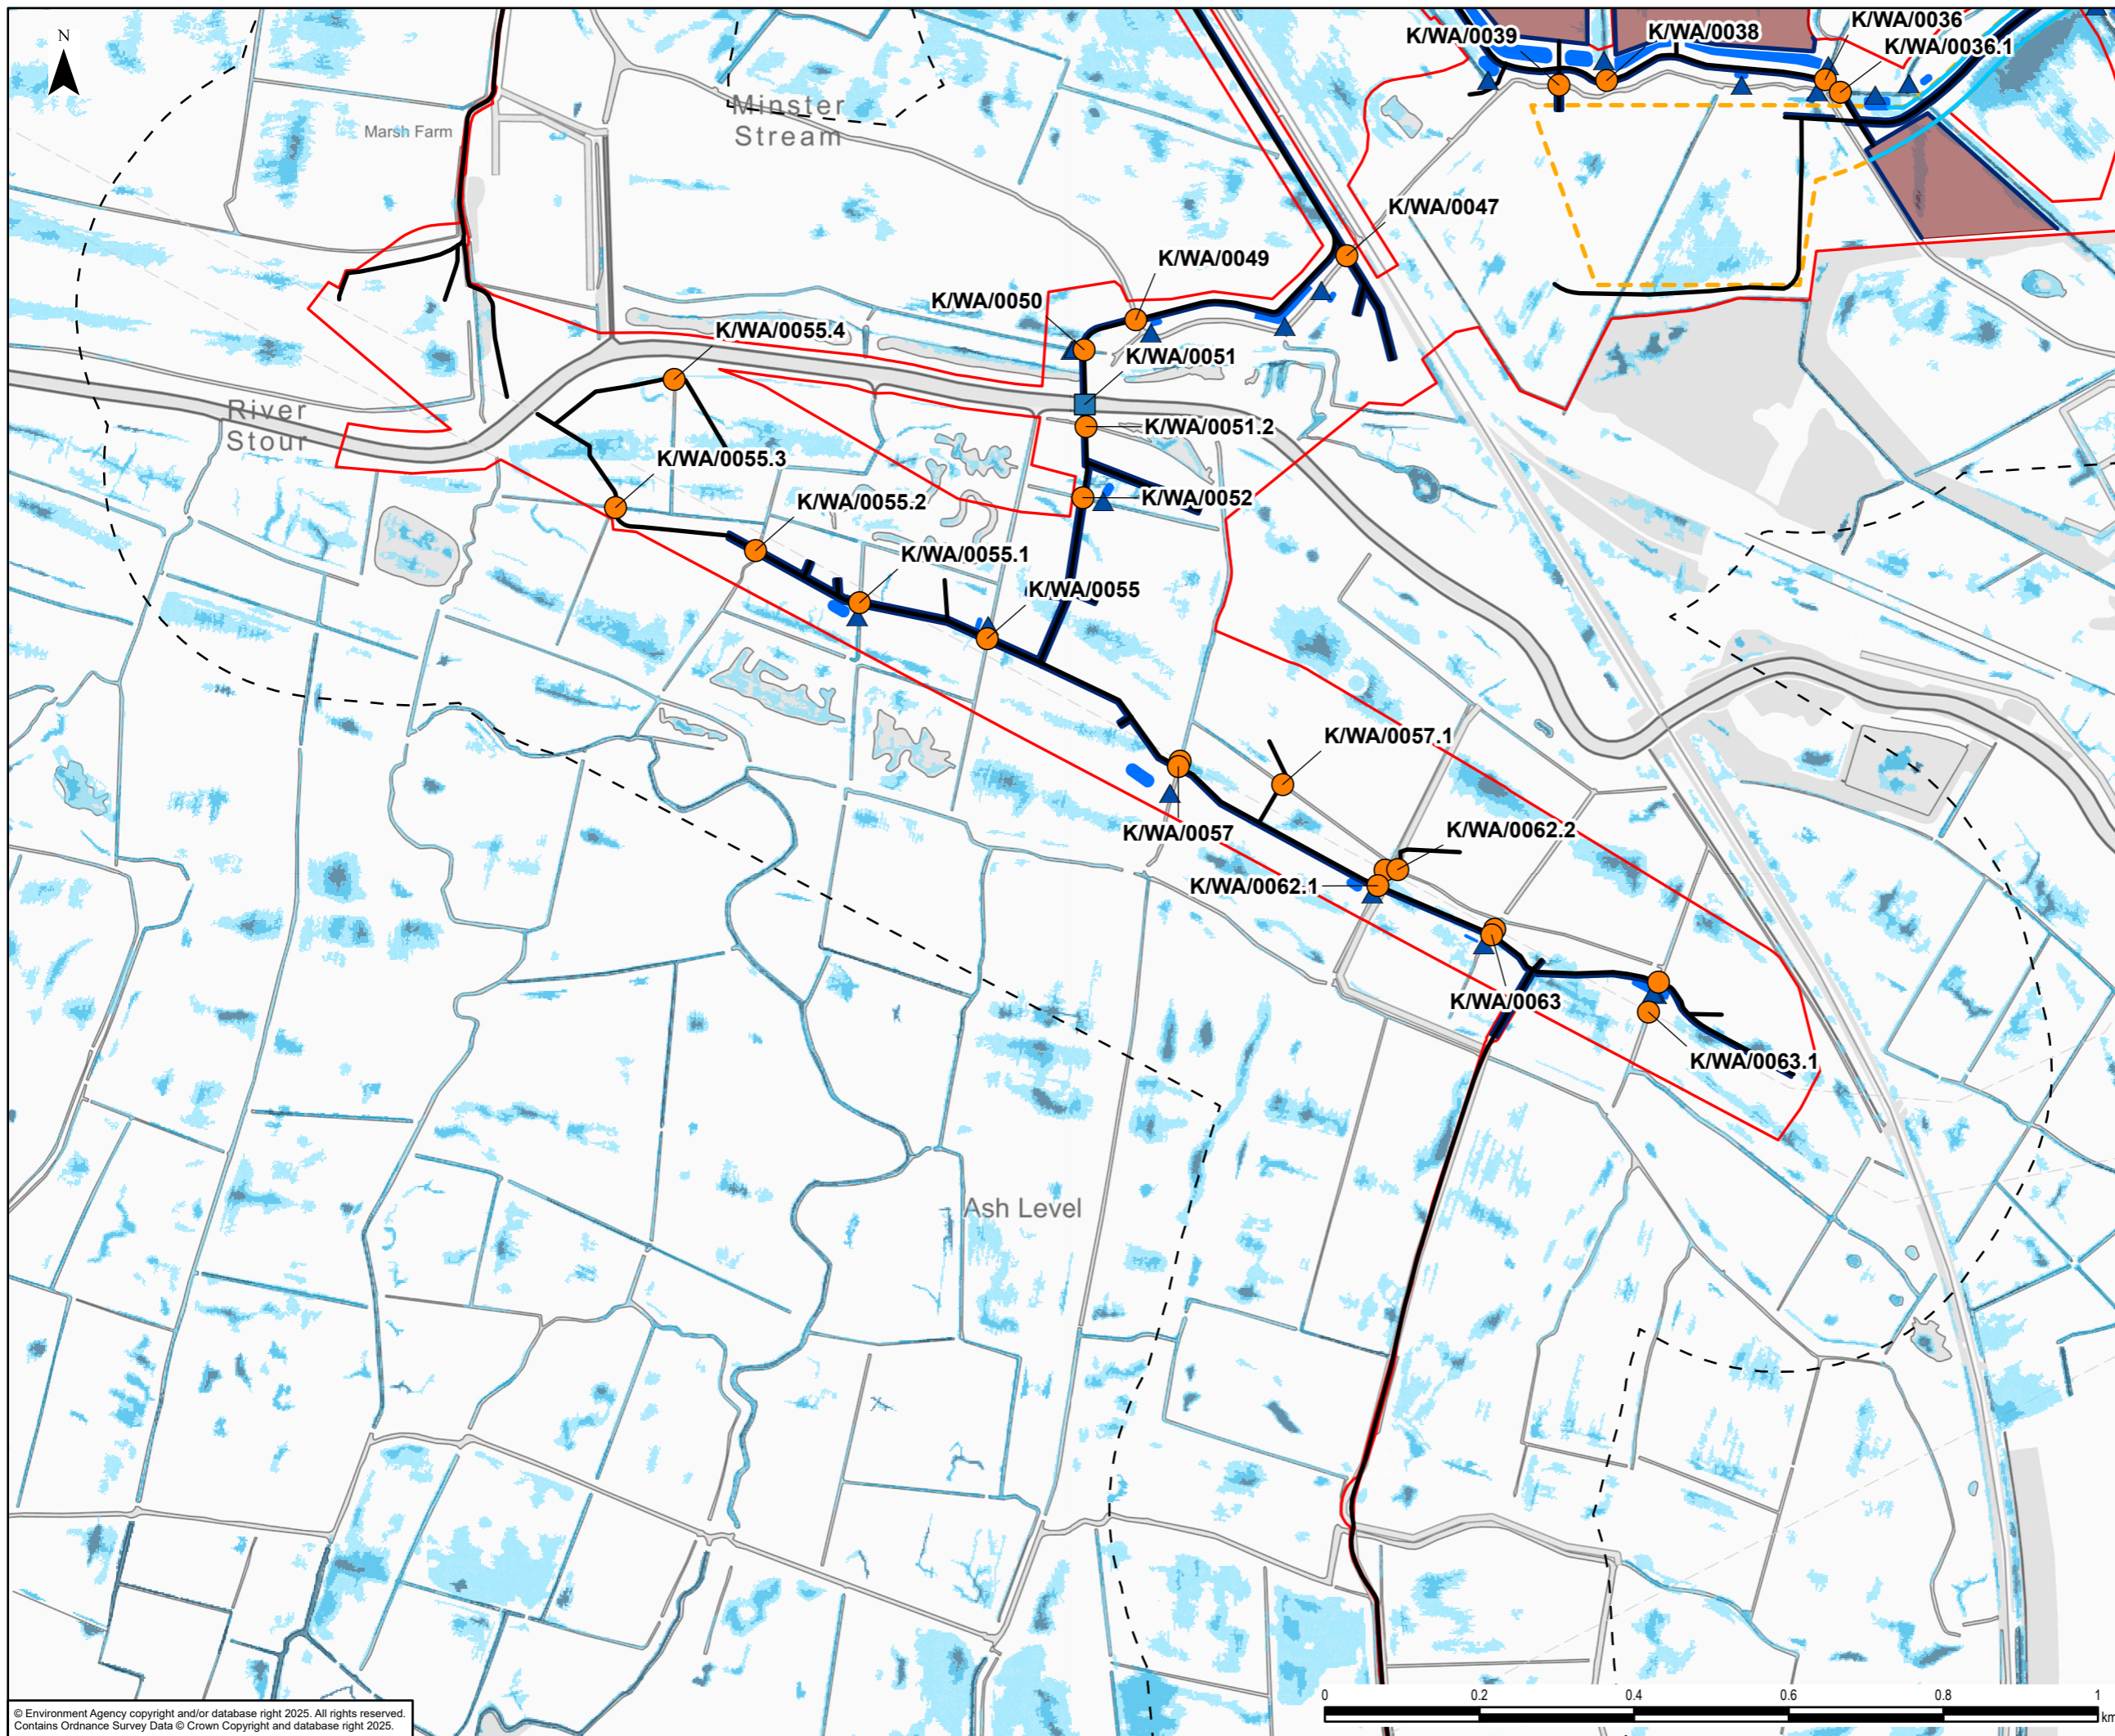 N
K/WA/0036
K/WA/0039
K/WA/0038
K/WA/0036.1
Minster
Stream
Marsh Farm
K/WA/0047
K/WA/0049
K/WA/0050
K/WA/0055.4
K/WA/0051
River
Stour
K/WA/0051.2
K/WA/0055.3
K/WA/0055.2
K/WA/0052
K/WA/0055.1
K/WA/0055
K/WA/0057.1
K/WA/0057
K/WA/0062.2
K/WA/0062.1
K/WA/0063
K/WA/0063.1
Ash Level
0 0.2 0.4 0.6 0.8 1
km
© Environment Agency copyright and/or database right 2025. All rights reserved.
Contains Ordnance Survey Data © Crown Copyright and database right 2025.